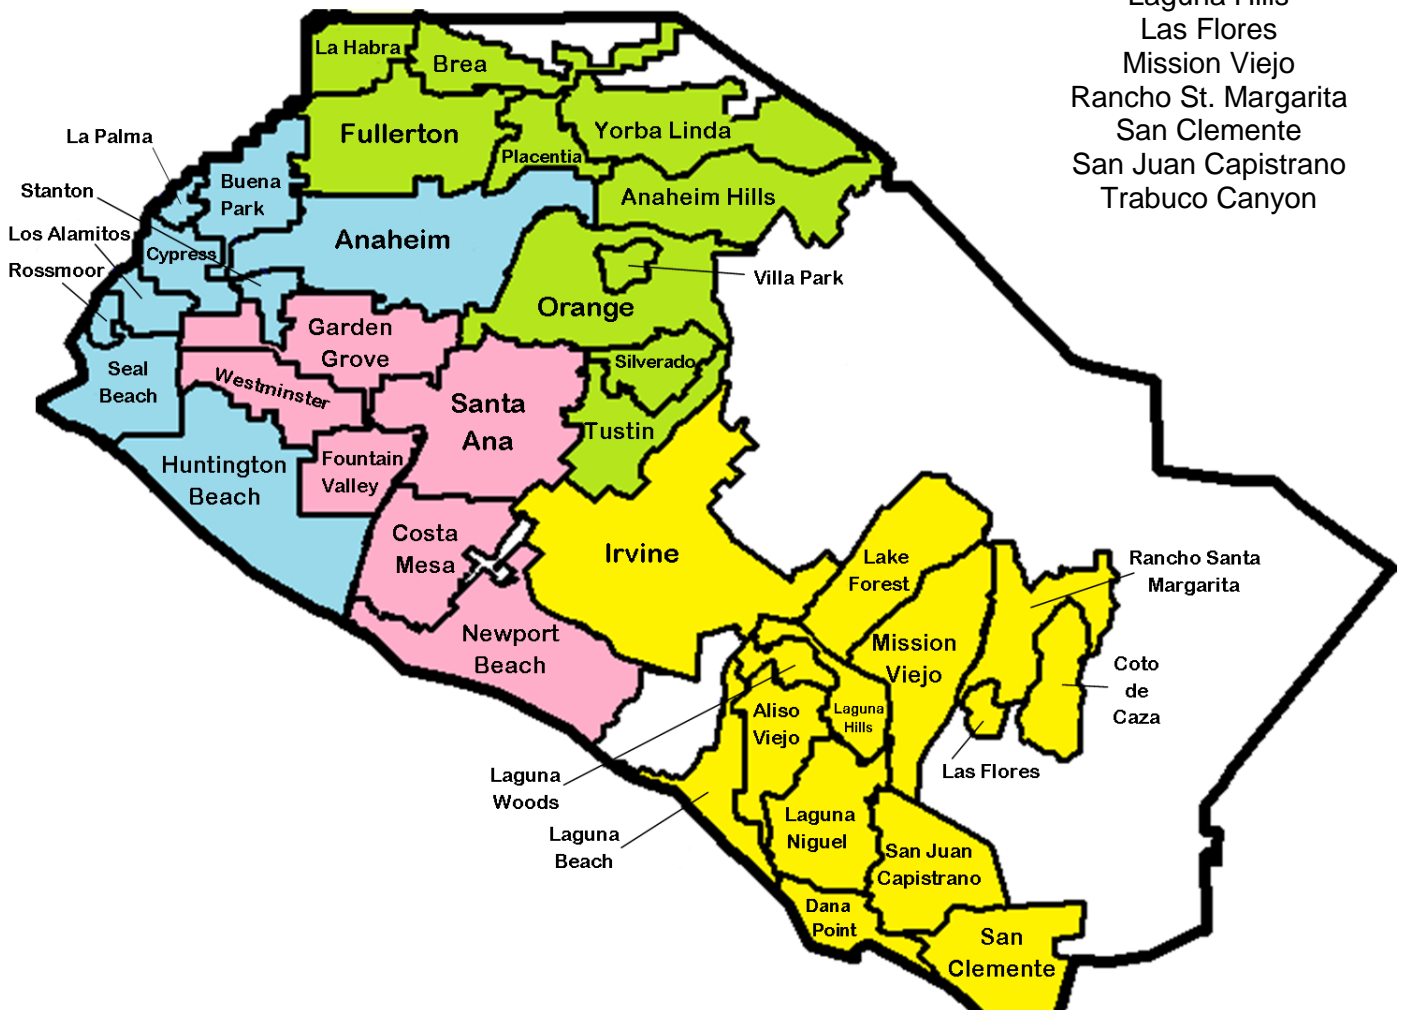 Laguna Hills
Las Flores
Mission Viejo
Rancho St. Margarita
San Clemente
San Juan Capistrano
Trabuco Canyon
La Habra
Brea
Fullerton
Placentia
Yorba Linda
Anaheim Hills
La Palma
Stanton
Los Alamitos
Rossmoor
Buena
Park
Cypress
Anaheim
Villa Park
Orange
Garden
Grove
Silverado
Seal
Beach
Westminster
Santa
Ana
Tustin
Huntington
Beach
Fountain
Valley
Costa
Mesa
Irvine
Lake
Forest
Rancho Santa
Margarita
Newport
Beach
Mission
Viejo
Coto
de
Caza
Aliso
Viejo
Laguna
Hills
Las Flores
Laguna
Woods
Laguna
Beach
Laguna
Niguel
San Juan
Capistrano
Dana
Point
San
Clemente